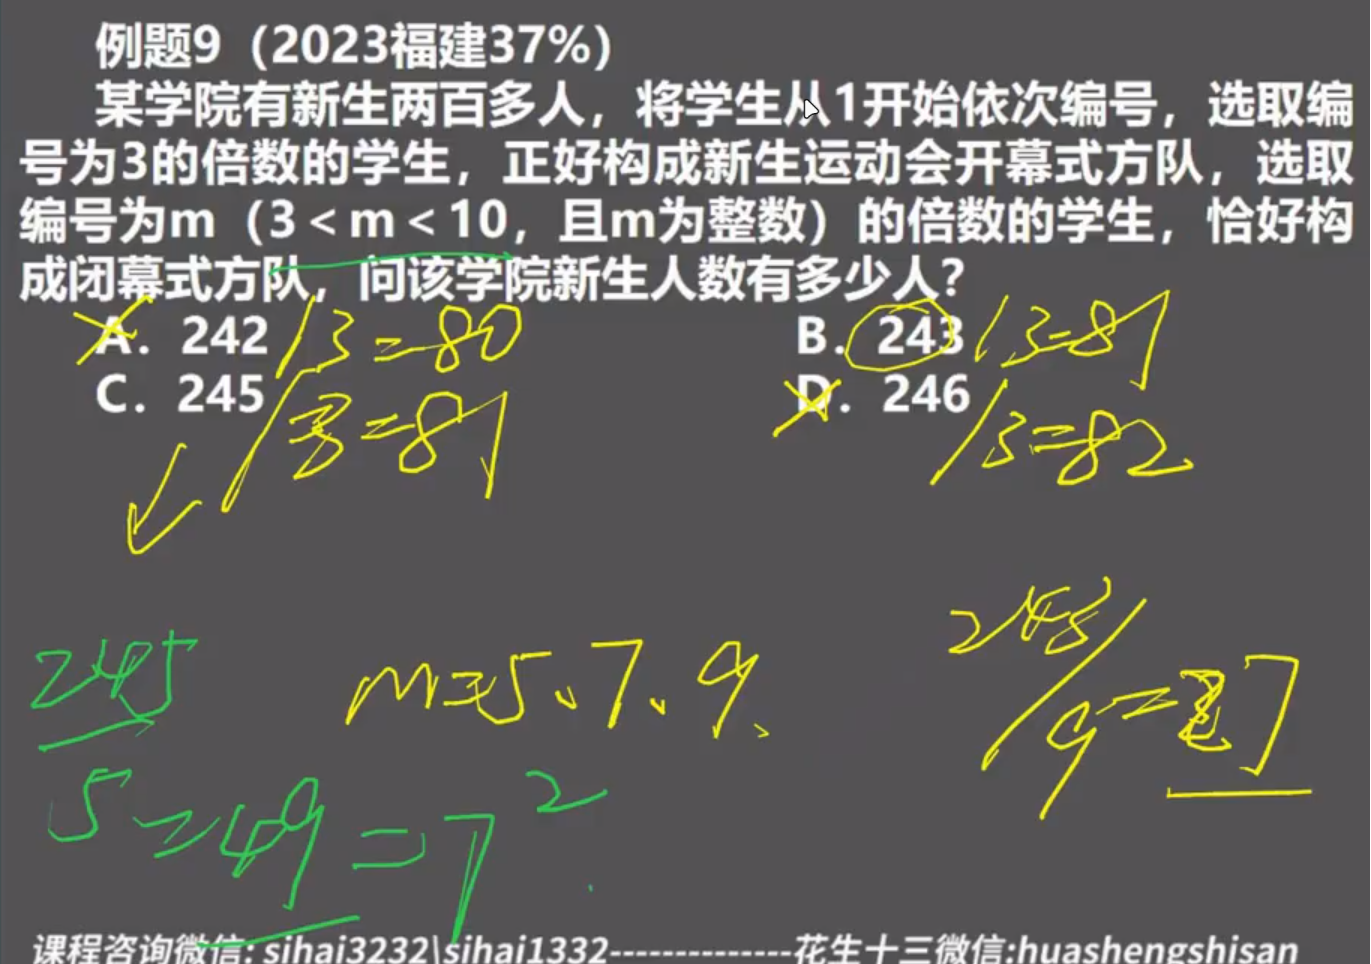 例题9（2023福建37%）
某学院有新生两百多人，将学生从1开始依次编号，选取编
号为3的倍数的学生，正好构成新生运动会开幕式方队，选取
编号为m（3＜m＜10，且m为整数）的倍数的学生，恰好构
成闭幕式方队，问该学院新生人数有多少人？
A．242 /3=80 B．243 /3=81
C．245 /3=81 D．246 /3=82
245 m=5、7、9、 243/9=27
5=49=7²
课程咨询微信: sihai3232\sihai1332---------------花生十三微信:huashengshisan